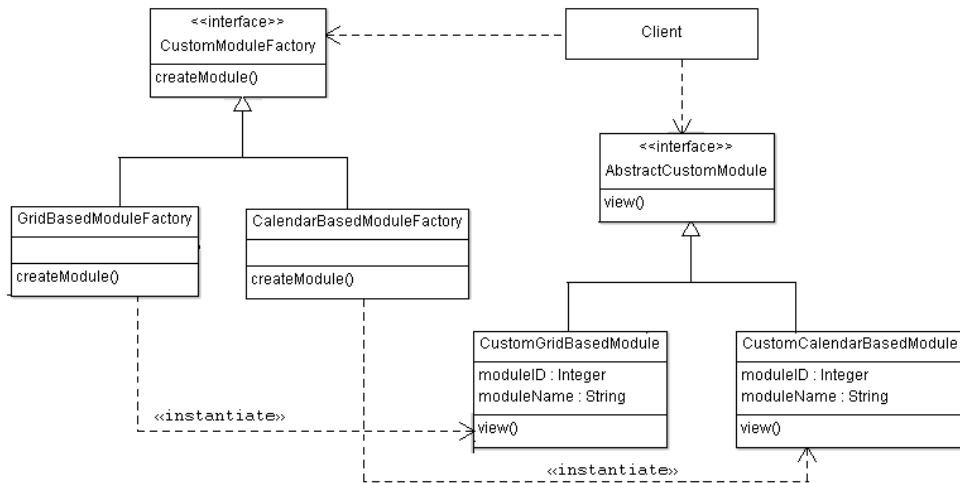 <<interface>>
CustomModuleFactory
createModule()
Client
<<interface>>
AbstractCustomModule
view()
GridBasedModuleFactory
createModule()
CalendarBasedModuleFactory
createModule()
CustomGridBasedModule
moduleID : Integer
moduleName : String
view()
CustomCalendarBasedModule
moduleID : Integer
moduleName : String
view()
«instantiate»
«instantiate»